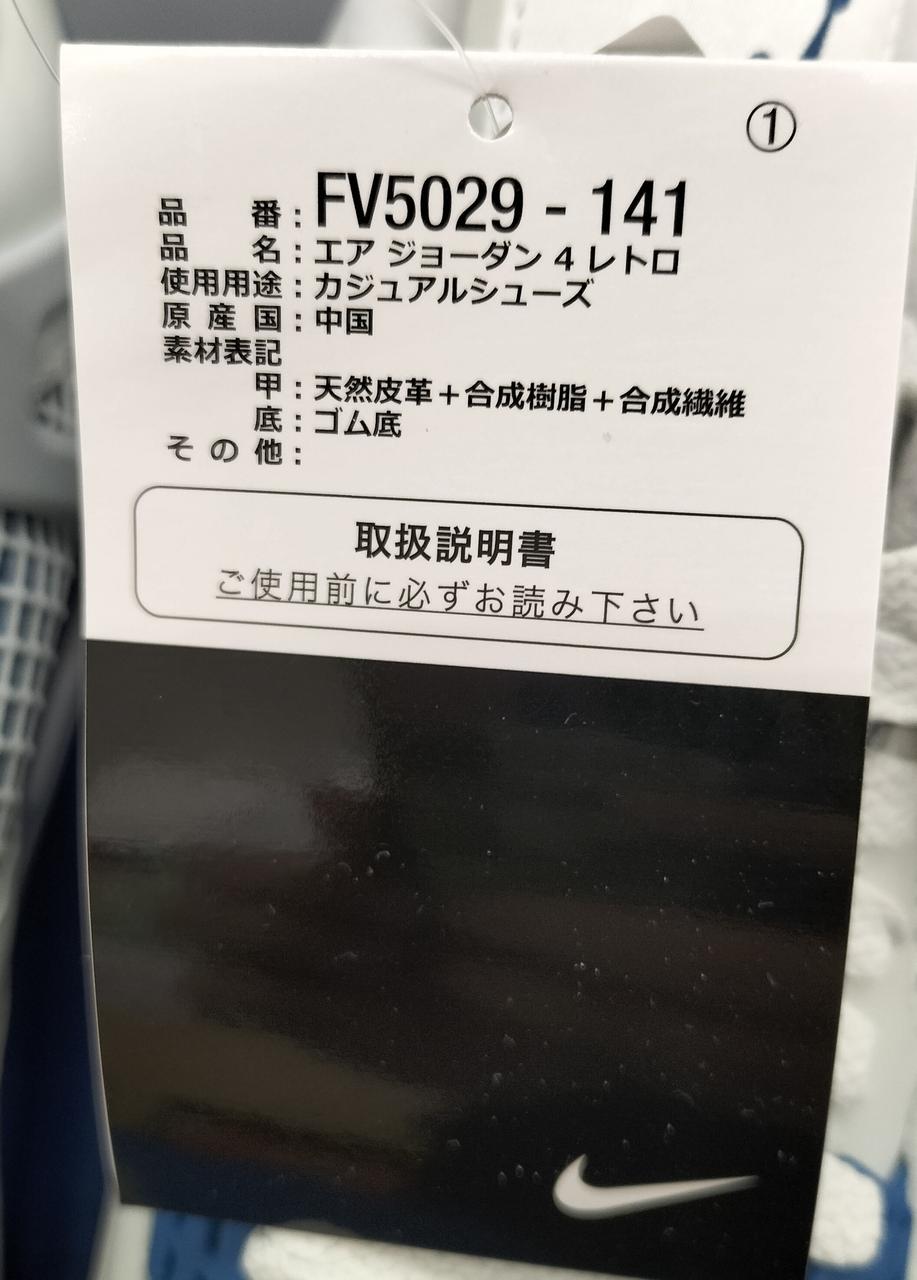 ①
品番：FV5029 - 141
品名：エア ジョーダン 4 レトロ
使用用途：カジュアルシューズ
原産国：中国
素材表記
甲：天然皮革＋合成樹脂＋合成繊維
底：ゴム底
その他：
取扱説明書
ご使用前に必ずお読み下さい